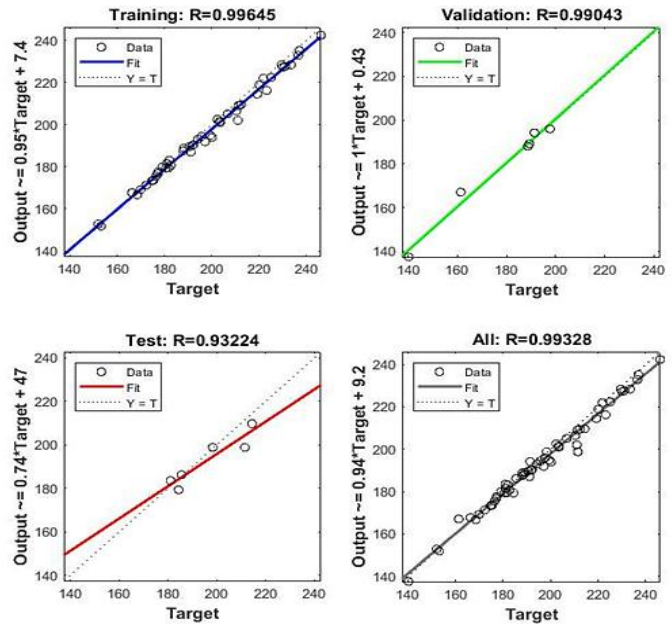 Training: R=0.99645
Output ~= 0.95*Target + 7.4
240
220
200
180
160
140
Data
Fit
Y = T
140 160 180 200 220 240
Target
Validation: R=0.99043
Output ~= 1*Target + 0.43
240
220
200
180
160
140
Data
Fit
Y = T
140 160 180 200 220 240
Target
Test: R=0.93224
Output ~= 0.74*Target + 47
240
220
200
180
160
140
Data
Fit
Y = T
140 160 180 200 220 240
Target
All: R=0.99328
Output ~= 0.94*Target + 9.2
240
220
200
180
160
140
Data
Fit
Y = T
140 160 180 200 220 240
Target